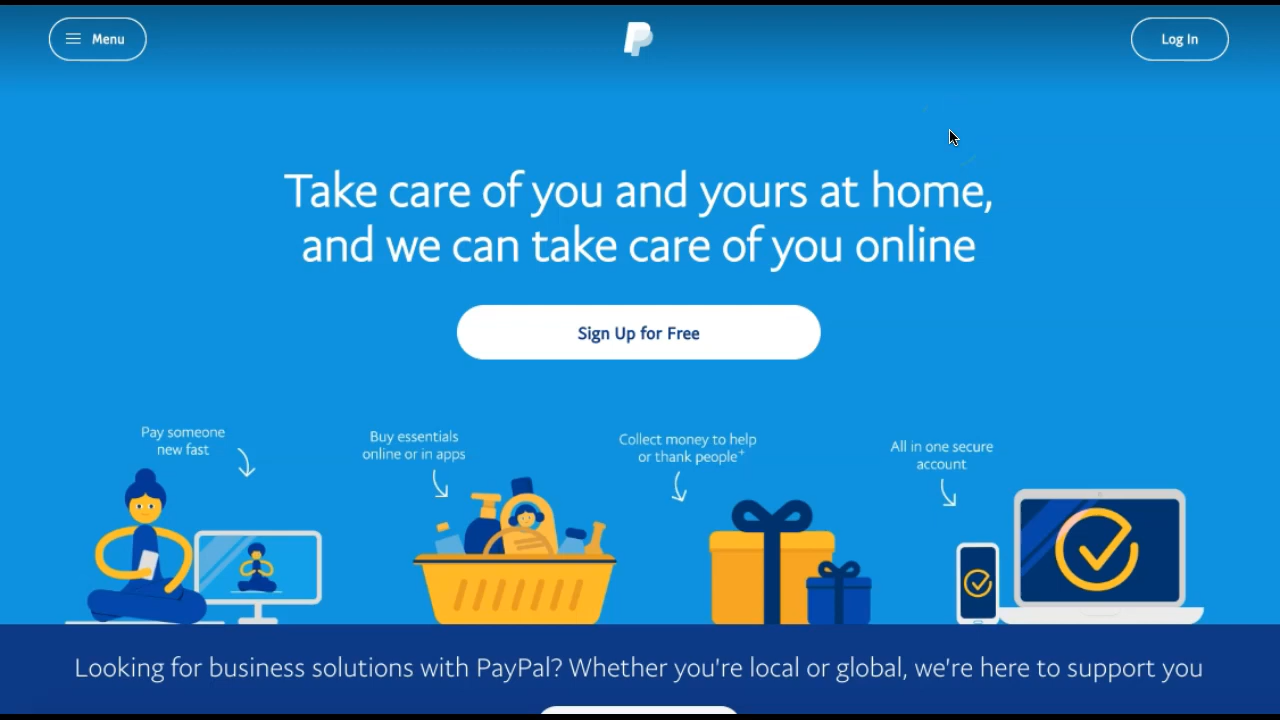 Menu
Log In
Take care of you and yours at home,
and we can take care of you online
Sign Up for Free
Pay someone
new fast
Buy essentials
online or in apps
Collect money to help
or thank people+
All in one secure
account
Looking for business solutions with PayPal? Whether you're local or global, we're here to support you